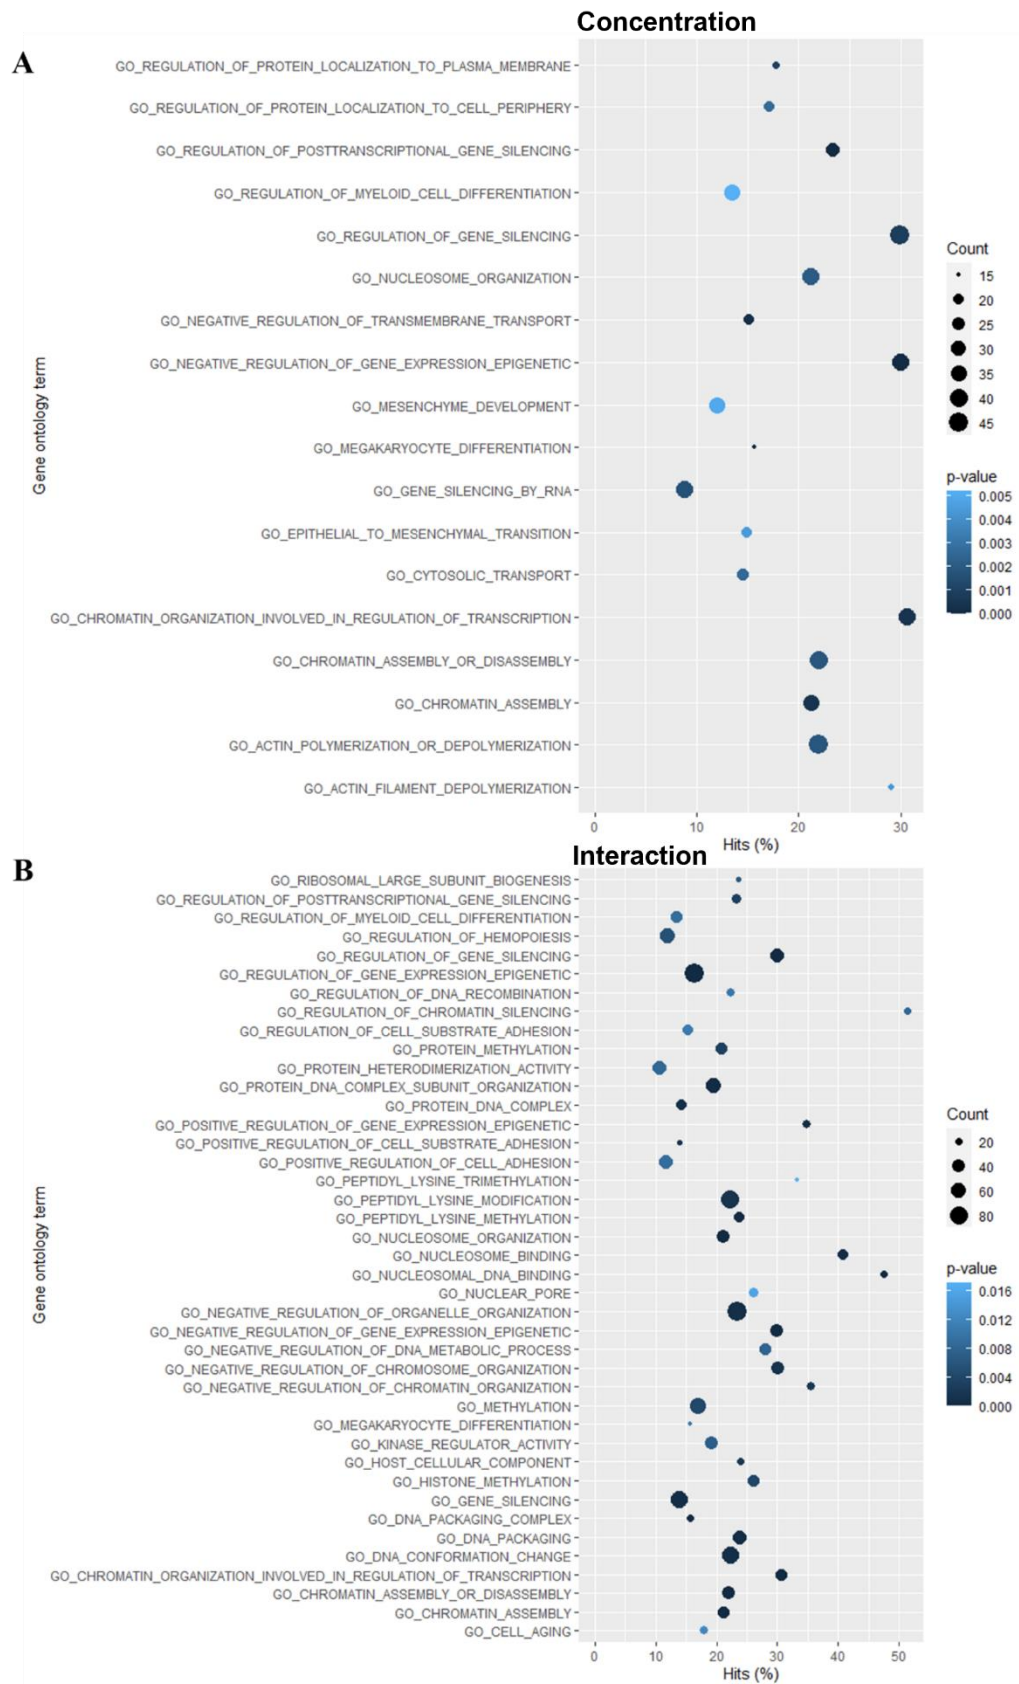 Concentration
A
GO_REGULATION_OF_PROTEIN_LOCALIZATION_TO_PLASMA_MEMBRANE
GO_REGULATION_OF_PROTEIN_LOCALIZATION_TO_CELL_PERIPHERY
GO_REGULATION_OF_POSTTRANSCRIPTIONAL_GENE_SILENCING
GO_REGULATION_OF_MYELOID_CELL_DIFFERENTIATION
GO_REGULATION_OF_GENE_SILENCING
GO_NUCLEOSOME_ORGANIZATION
GO_NEGATIVE_REGULATION_OF_TRANSMEMBRANE_TRANSPORT
GO_NEGATIVE_REGULATION_OF_GENE_EXPRESSION_EPIGENETIC
GO_MESENCHYME_DEVELOPMENT
GO_MEGAKARYOCYTE_DIFFERENTIATION
GO_GENE_SILENCING_BY_RNA
GO_EPITHELIAL_TO_MESENCHYMAL_TRANSITION
GO_CYTOSOLIC_TRANSPORT
GO_CHROMATIN_ORGANIZATION_INVOLVED_IN_REGULATION_OF_TRANSCRIPTION
GO_CHROMATIN_ASSEMBLY_OR_DISASSEMBLY
GO_CHROMATIN_ASSEMBLY
GO_ACTIN_POLYMERIZATION_OR_DEPOLYMERIZATION
GO_ACTIN_FILAMENT_DEPOLYMERIZATION
Gene ontology term
0 10 20 30
Hits (%)
Count
15
20
25
30
35
40
45
p-value
0.005
0.004
0.003
0.002
0.001
0.000
Interaction
B
GO_RIBOSOMAL_LARGE_SUBUNIT_BIOGENESIS
GO_REGULATION_OF_POSTTRANSCRIPTIONAL_GENE_SILENCING
GO_REGULATION_OF_MYELOID_CELL_DIFFERENTIATION
GO_REGULATION_OF_HEMOPOIESIS
GO_REGULATION_OF_GENE_SILENCING
GO_REGULATION_OF_GENE_EXPRESSION_EPIGENETIC
GO_REGULATION_OF_DNA_RECOMBINATION
GO_REGULATION_OF_CHROMATIN_SILENCING
GO_REGULATION_OF_CELL_SUBSTRATE_ADHESION
GO_PROTEIN_METHYLATION
GO_PROTEIN_HETERODIMERIZATION_ACTIVITY
GO_PROTEIN_DNA_COMPLEX_SUBUNIT_ORGANIZATION
GO_PROTEIN_DNA_COMPLEX
GO_POSITIVE_REGULATION_OF_GENE_EXPRESSION_EPIGENETIC
GO_POSITIVE_REGULATION_OF_CELL_SUBSTRATE_ADHESION
GO_POSITIVE_REGULATION_OF_CELL_ADHESION
GO_PEPTIDYL_LYSINE_TRIMETHYLATION
GO_PEPTIDYL_LYSINE_MODIFICATION
GO_PEPTIDYL_LYSINE_METHYLATION
GO_NUCLEOSOME_ORGANIZATION
GO_NUCLEOSOME_BINDING
GO_NUCLEOSOMAL_DNA_BINDING
GO_NUCLEAR_PORE
GO_NEGATIVE_REGULATION_OF_ORGANELLE_ORGANIZATION
GO_NEGATIVE_REGULATION_OF_GENE_EXPRESSION_EPIGENETIC
GO_NEGATIVE_REGULATION_OF_DNA_METABOLIC_PROCESS
GO_NEGATIVE_REGULATION_OF_CHROMOSOME_ORGANIZATION
GO_NEGATIVE_REGULATION_OF_CHROMATIN_ORGANIZATION
GO_METHYLATION
GO_MEGAKARYOCYTE_DIFFERENTIATION
GO_KINASE_REGULATOR_ACTIVITY
GO_HOST_CELLULAR_COMPONENT
GO_HISTONE_METHYLATION
GO_GENE_SILENCING
GO_DNA_PACKAGING_COMPLEX
GO_DNA_PACKAGING
GO_DNA_CONFORMATION_CHANGE
GO_CHROMATIN_ORGANIZATION_INVOLVED_IN_REGULATION_OF_TRANSCRIPTION
GO_CHROMATIN_ASSEMBLY_OR_DISASSEMBLY
GO_CHROMATIN_ASSEMBLY
GO_CELL_AGING
Gene ontology term
0 10 20 30 40 50
Hits (%)
Count
20
40
60
80
p-value
0.016
0.012
0.008
0.004
0.000